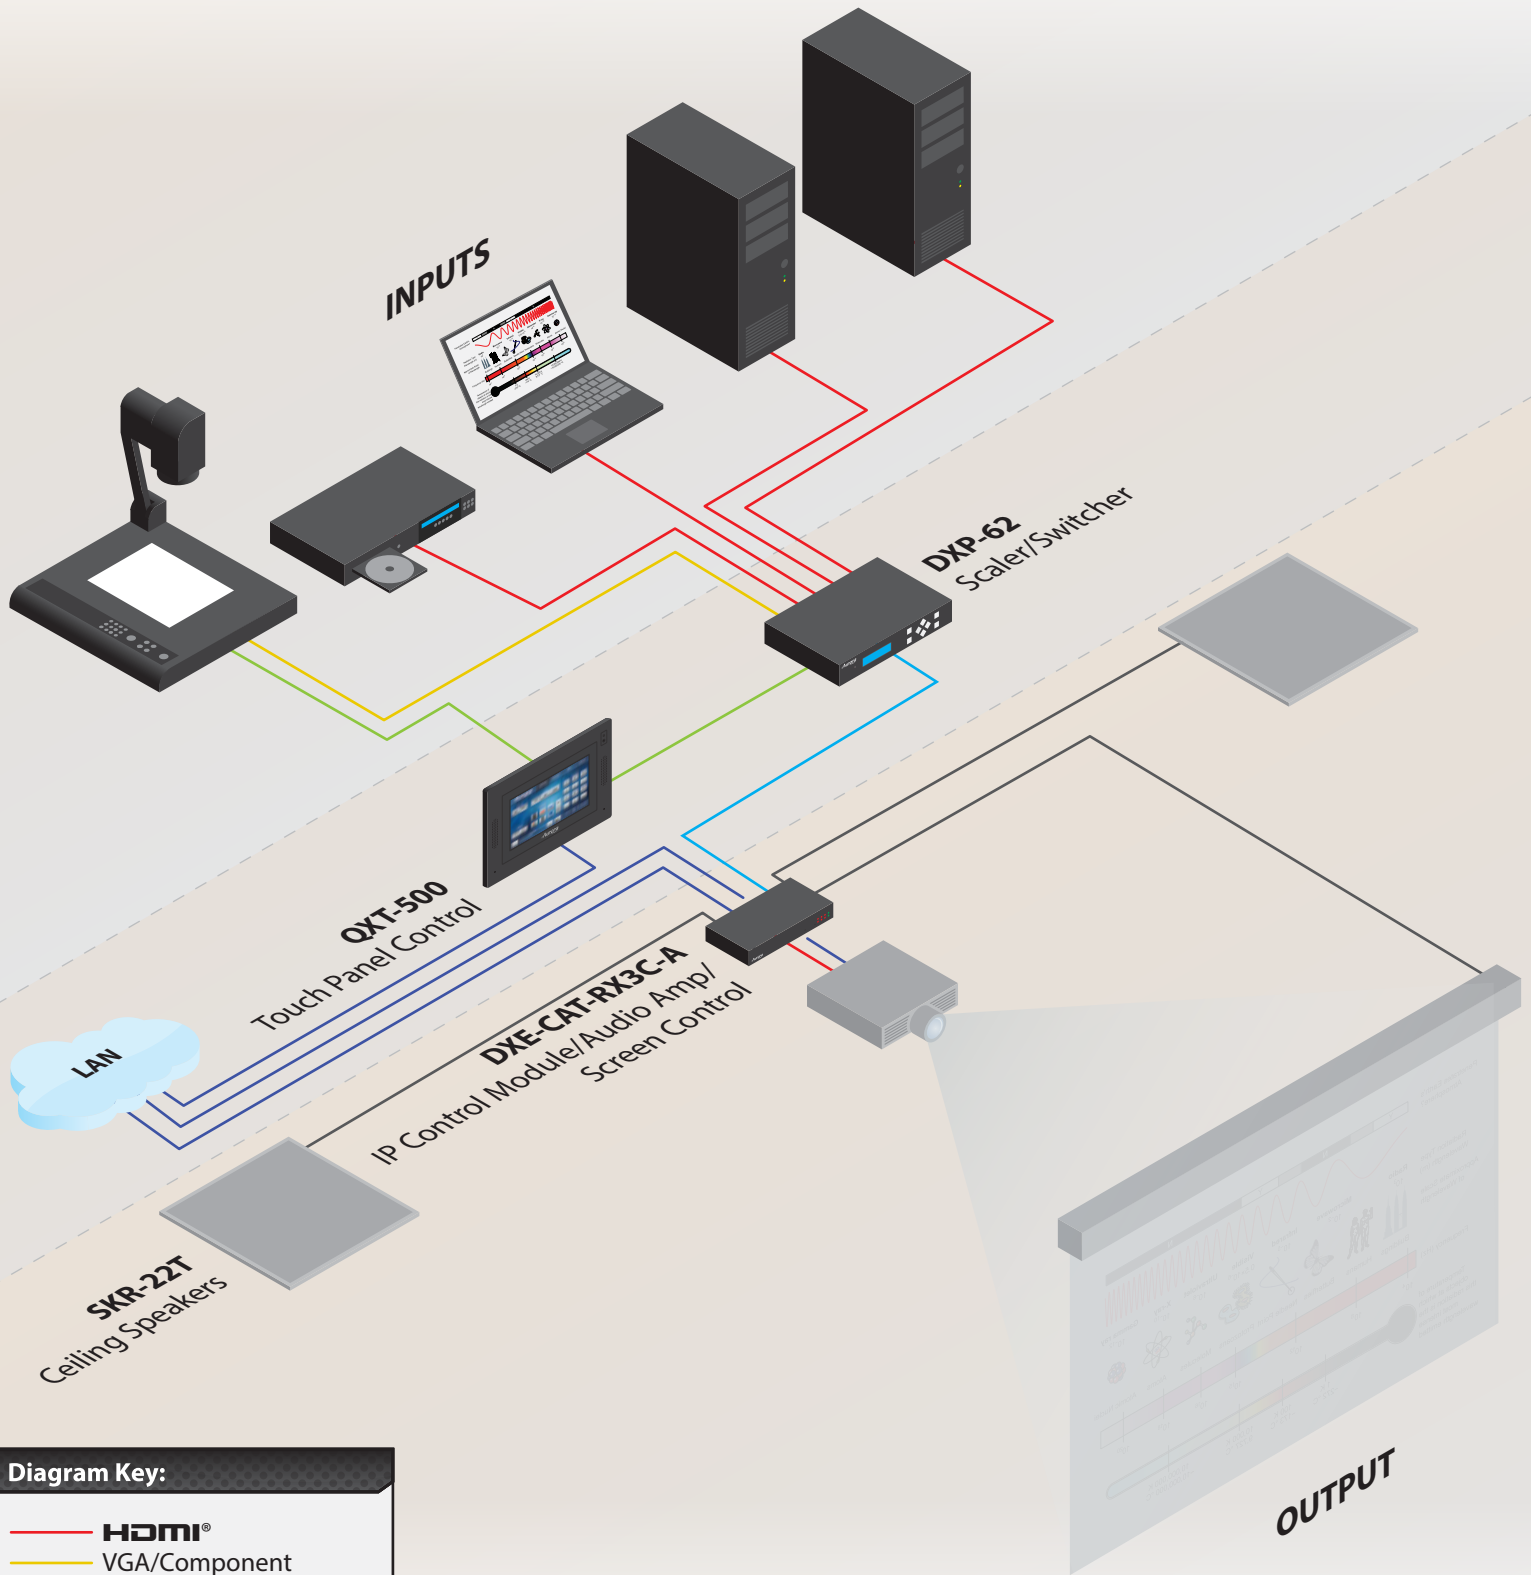 INPUTS
DXP-62
Scaler/Switcher
QXT-500
Touch Panel Control
DXE-CAT-RX3C-A
IP Control Module/Audio Amp/
Screen Control
LAN
SKR-22T
Ceiling Speakers
OUTPUT
Diagram Key:
HDMI®
VGA/Component